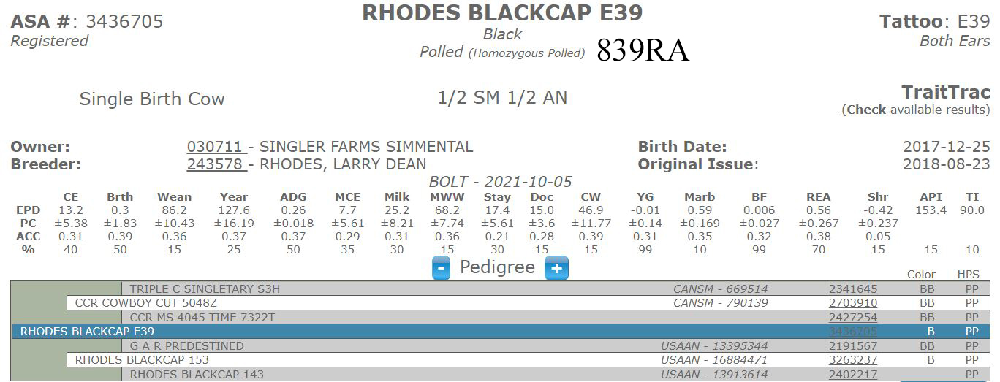 RHODES BLACKCAP E39
ASA #: 3436705 Tattoo: E39
Registered Black Both Ears
Polled (Homozygous Polled) 839RA
Single Birth Cow 1/2 SM 1/2 AN TraitTrac
(Check available results)
Owner: 030711 - SINGLER FARMS SIMMENTAL Birth Date: 2017-12-25
Breeder: 243578 - RHODES, LARRY DEAN Original Issue: 2018-08-23
BOLT - 2021-10-05
CE Brth Wean Year ADG MCE Milk MWW Stay Doc CW YG Marb BF REA Shr API TI
EPD 13.2 0.3 86.2 127.6 0.26 7.7 25.2 68.2 17.4 15.0 46.9 -0.01 0.59 0.006 0.56 -0.42 153.4 90.0
PC ±5.38 ±1.83 ±10.43 ±16.19 ±0.018 ±5.61 ±8.21 ±7.74 ±5.61 ±3.6 ±11.77 ±0.14 ±0.169 ±0.027 ±0.267 ±0.237
ACC 0.31 0.39 0.36 0.37 0.37 0.29 0.31 0.36 0.21 0.28 0.39 0.31 0.35 0.32 0.38 0.05
% 40 50 15 25 50 35 30 15 30 15 15 99 10 99 70 15 15 10
- Pedigree +
Color HPS
TRIPLE C SINGLETARY S3H CANSM - 669514 2341645 BB PP
CCR COWBOY CUT 5048Z CANSM - 790139 2703910 BB PP
CCR MS 4045 TIME 7322T 2427254 BB PP
RHODES BLACKCAP E39 3436705 B PP
G A R PREDESTINED USAAN - 13395344 2191567 BB PP
RHODES BLACKCAP 153 USAAN - 16884471 3263237 B PP
RHODES BLACKCAP 143 USAAN - 13913614 2402217 PP